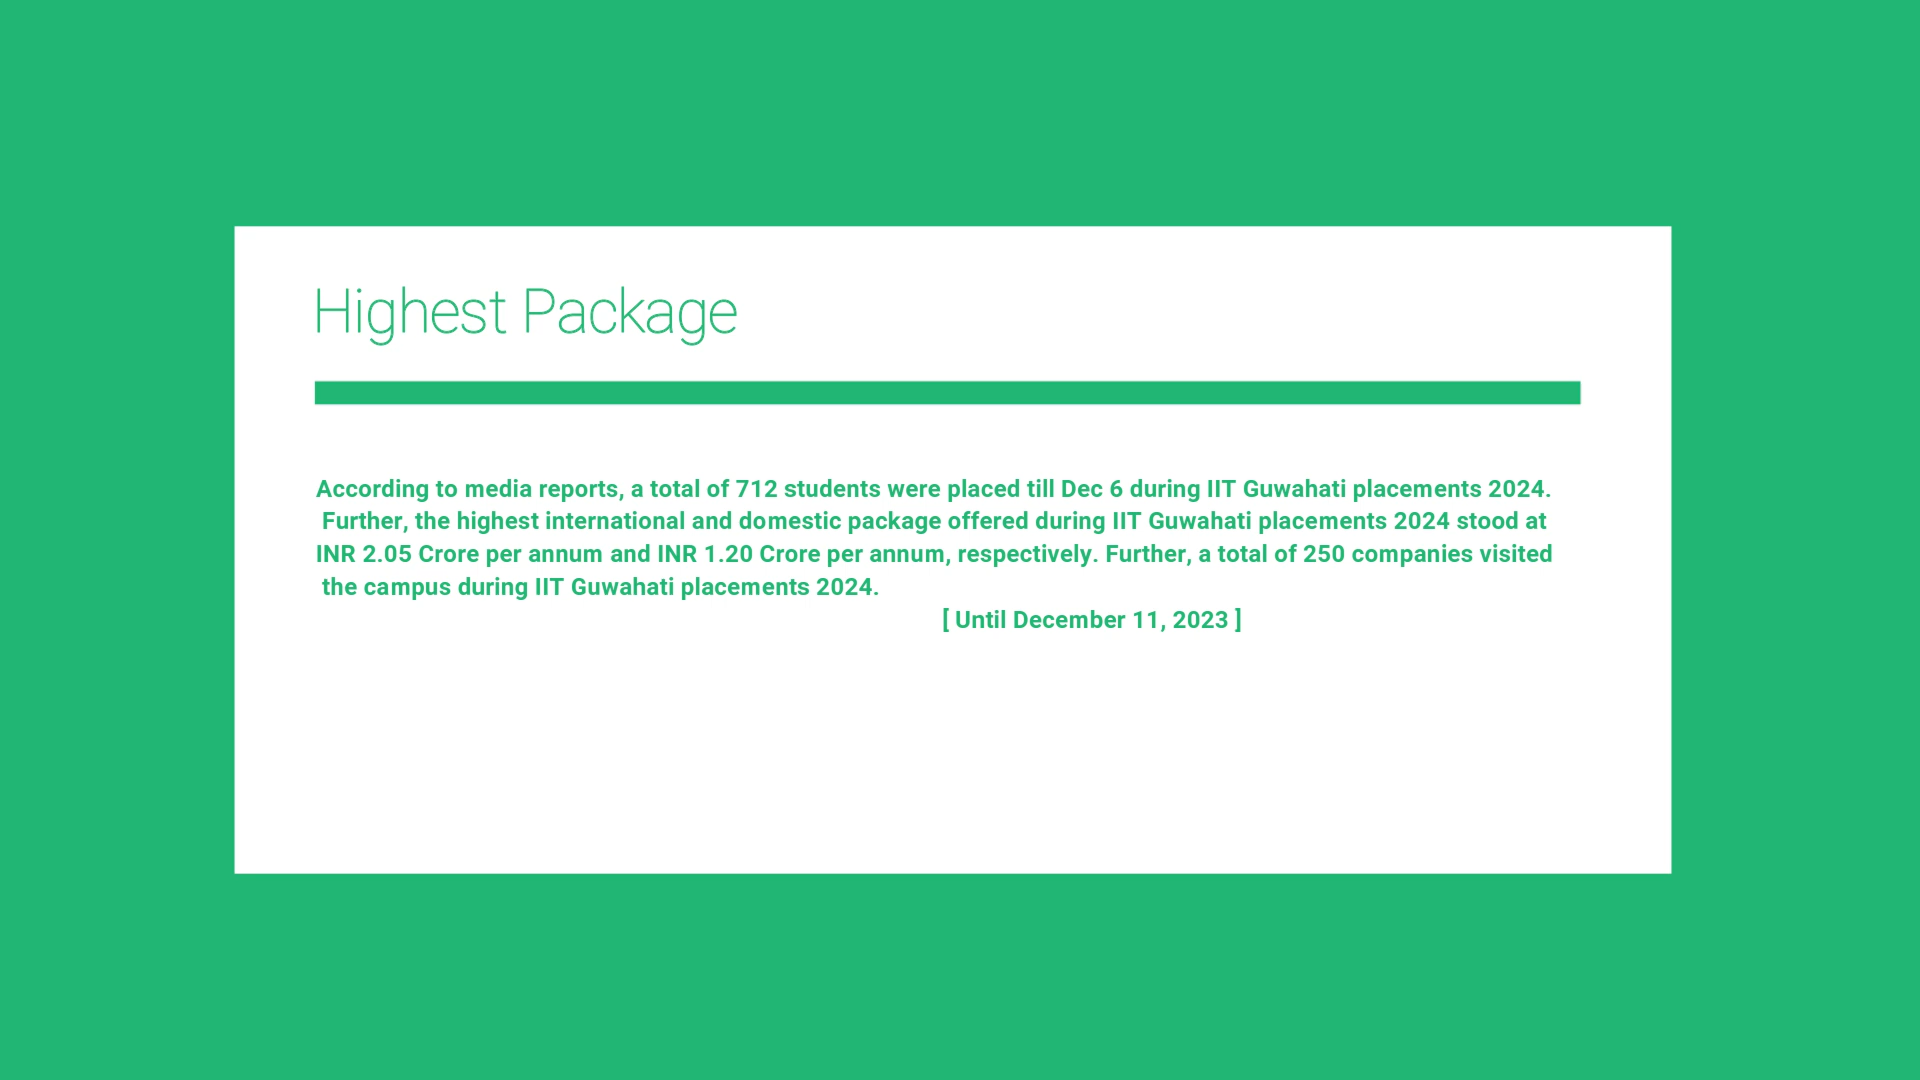 Highest Package
According to media reports, a total of 712 students were placed till Dec 6 during IIT Guwahati placements 2024.
Further, the highest international and domestic package offered during IIT Guwahati placements 2024 stood at
INR 2.05 Crore per annum and INR 1.20 Crore per annum, respectively. Further, a total of 250 companies visited
the campus during IIT Guwahati placements 2024.
[ Until December 11, 2023 ]